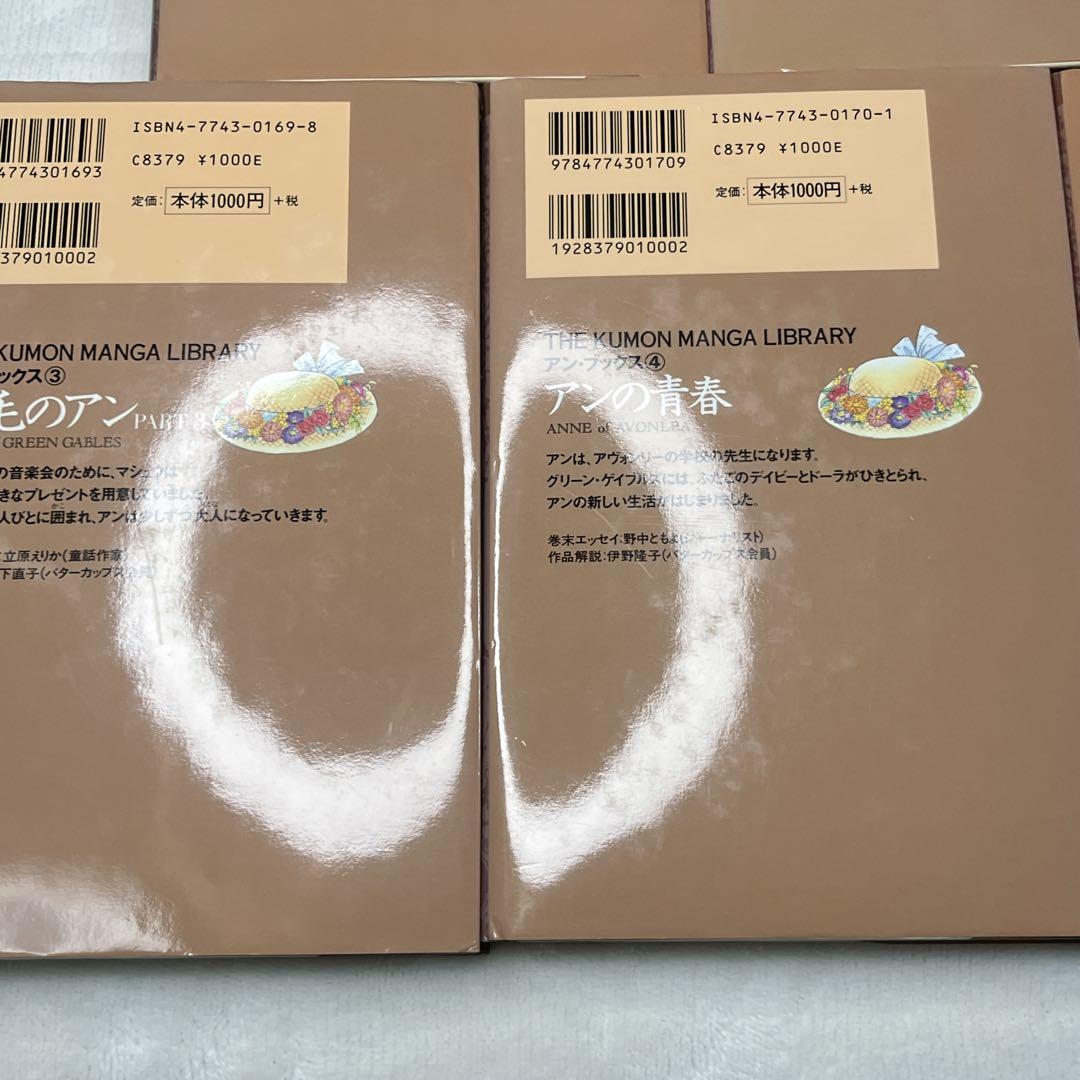 ISBN4-7743-0169-8
4774301693
C8379 ¥1000E
定価: 本体1000円 +税
379010002
KUMON MANGA LIBRARY
ックス③
毛のアン PART 3
GREEN GABLES
の音楽会のために、マシュウは
きなプレゼントを用意していました。
人びとに囲まれ、アンは少しずつ大人になっていきます。
立原えりか(童話作家)
下直子(バターカップス会員)
ISBN4-7743-0170-1
9784774301709
C8379 ¥1000E
定価: 本体1000円 +税
1928379010002
THE KUMON MANGA LIBRARY
アン・ブックス④
アンの青春
ANNE of AVONLEA
アンは、アヴォンリーの学校の先生になります。
グリーン・ゲイブルズには、ふたごのデイビーとドーラがひきとられ、
アンの新しい生活がはじまりました。
巻末エッセイ:野中ともよ(ジャーナリスト)
作品解説:伊野隆子(バターカップス会員)